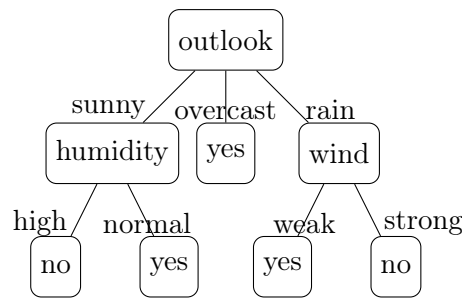 outlook
sunny overcast rain
humidity yes wind
high normal weak strong
no yes yes no